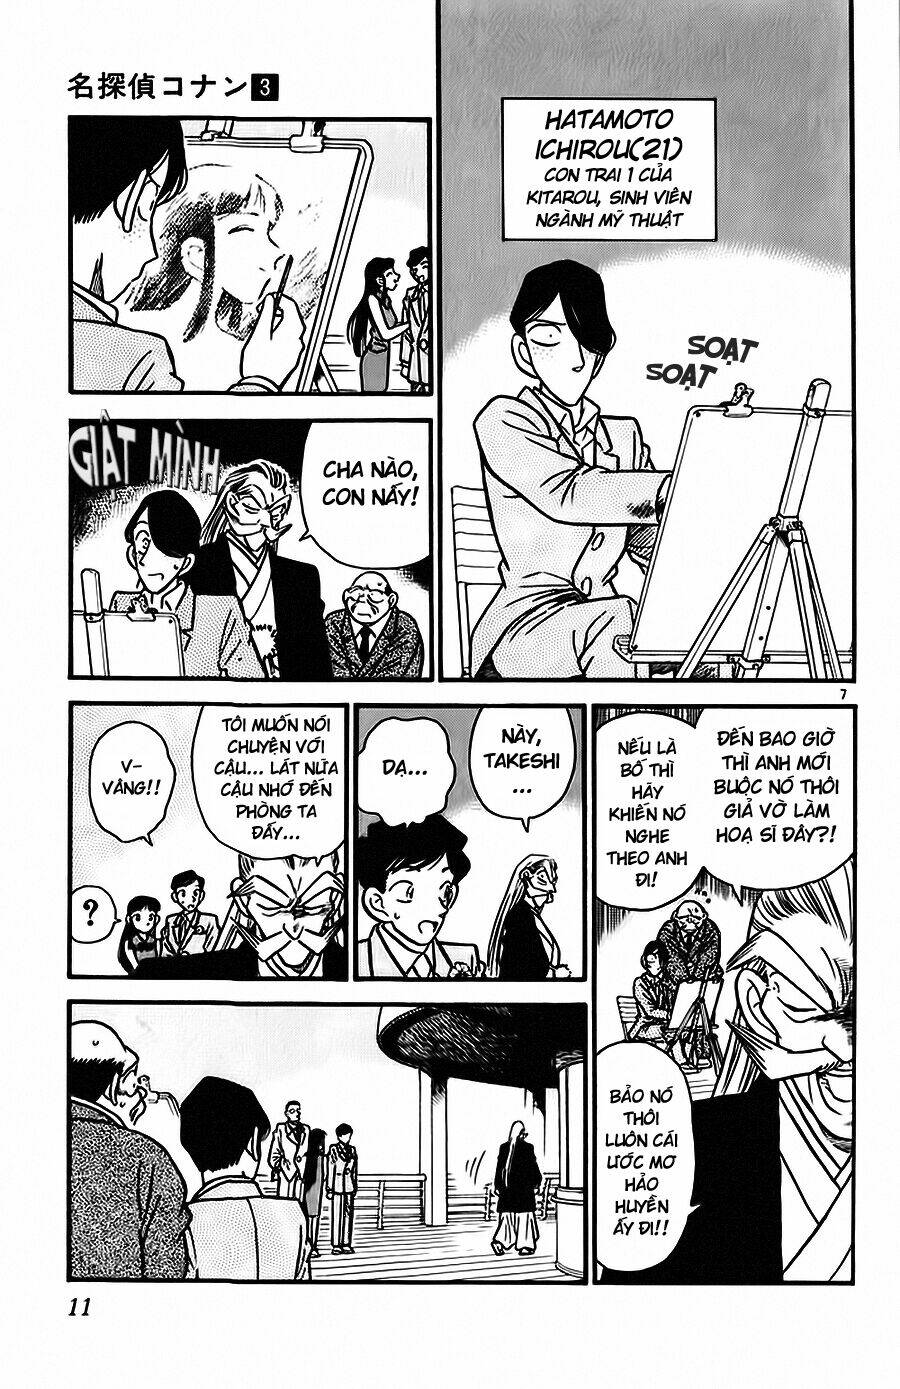 名探偵コナン3
HATAMOTO
ICHIROU(21)
CON TRAI 1 CỦA
KITAROU, SINH VIÊN
NGÀNH MỸ THUẬT
SOẠT
SOẠT
GIẬT MÌNH
CHA NÀO,
CON NẤY!
7
ĐẾN BAO GIỜ
THÌ ANH MỚI
BUỘC NÓ THÔI
GIẢ VỜ LÀM
HOẠ SĨ ĐÂY?!
NẾU LÀ
BỐ THÌ
HÃY
KHIẾN NÓ
NGHE
THEO ANH
ĐI!
BẢO NÓ
THÔI
LUÔN CÁI
ƯỚC MƠ
HẢO
HUYỀN
ẤY ĐI!!
NÀY,
TAKESHI
...
DẠ...
TÔI MUỐN NÓI
CHUYỆN VỚI
CẬU... LÁT NỮA
CẬU NHỚ ĐẾN
PHÒNG TA
ĐẤY...
V-
VÂNG!!
?
11